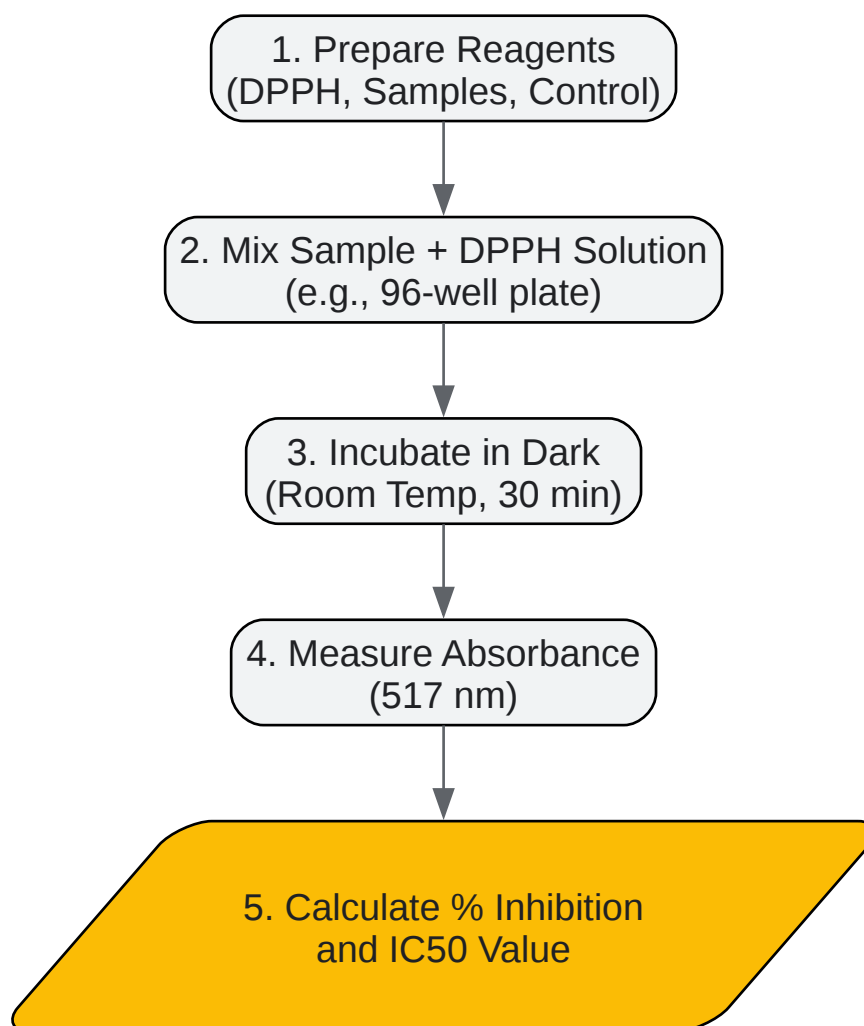 1. Prepare Reagents
(DPPH, Samples, Control)
2. Mix Sample + DPPH Solution
(e.g., 96-well plate)
3. Incubate in Dark
(Room Temp, 30 min)
4. Measure Absorbance
(517 nm)
5. Calculate % Inhibition
and IC50 Value